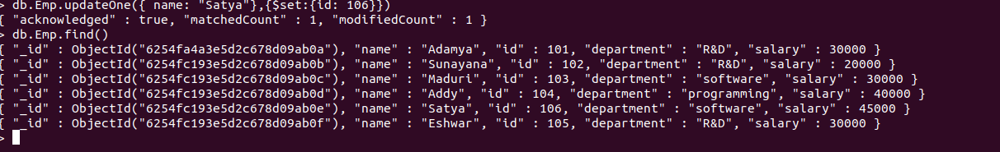 > db.Emp.updateOne({ name: "Satya"},{$set:{id: 106}})
{ "acknowledged" : true, "matchedCount" : 1, "modifiedCount" : 1 }
> db.Emp.find()
{ "_id" : ObjectId("6254fa4a3e5d2c678d09ab0a"), "name" : "Adamya", "id" : 101, "department" : "R&D", "salary" : 30000 }
{ "_id" : ObjectId("6254fc193e5d2c678d09ab0b"), "name" : "Sunayana", "id" : 102, "department" : "R&D", "salary" : 20000 }
{ "_id" : ObjectId("6254fc193e5d2c678d09ab0c"), "name" : "Maduri", "id" : 103, "department" : "software", "salary" : 30000 }
{ "_id" : ObjectId("6254fc193e5d2c678d09ab0d"), "name" : "Addy", "id" : 104, "department" : "programming", "salary" : 40000 }
{ "_id" : ObjectId("6254fc193e5d2c678d09ab0e"), "name" : "Satya", "id" : 106, "department" : "software", "salary" : 45000 }
{ "_id" : ObjectId("6254fc193e5d2c678d09ab0f"), "name" : "Eshwar", "id" : 105, "department" : "R&D", "salary" : 30000 }
>